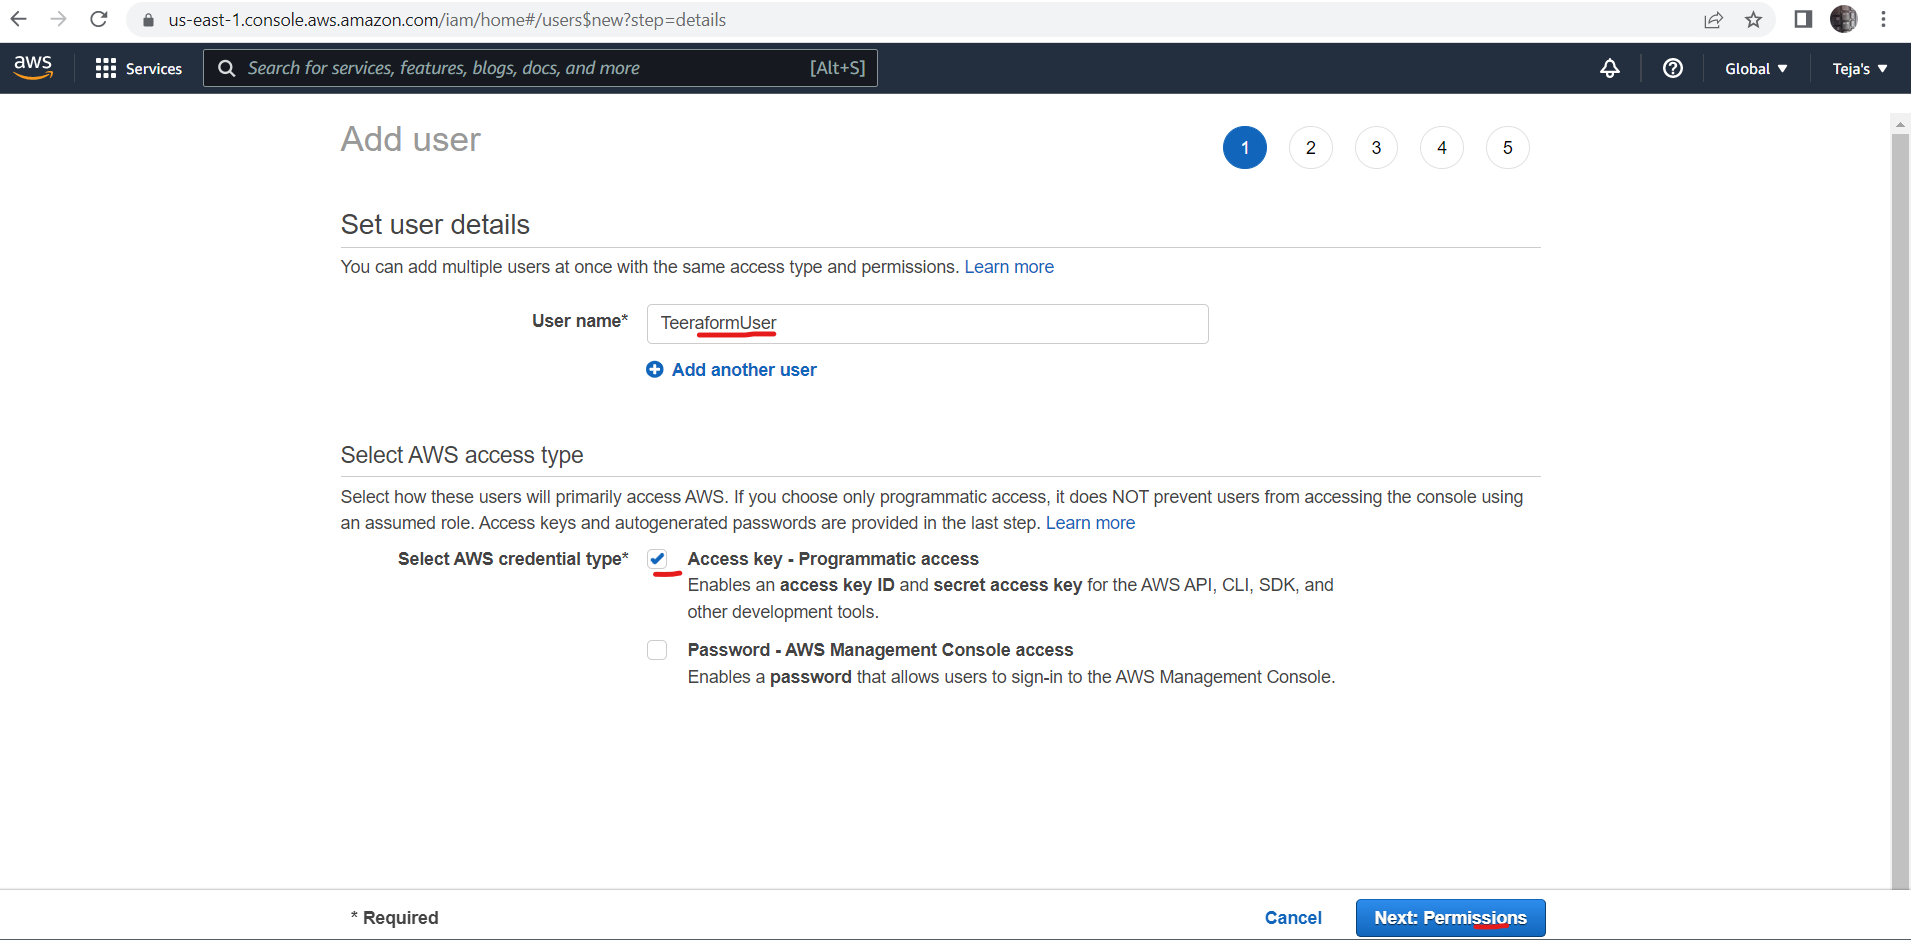 us-east-1.console.aws.amazon.com/iam/home#/users$new?step=details
aws
Services
Search for services, features, blogs, docs, and more
[Alt+S]
Global
Teja's
Add user
1
2
3
4
5
Set user details
You can add multiple users at once with the same access type and permissions. Learn more
User name*
TeeraformUser
Add another user
Select AWS access type
Select how these users will primarily access AWS. If you choose only programmatic access, it does NOT prevent users from accessing the console using
an assumed role. Access keys and autogenerated passwords are provided in the last step. Learn more
Select AWS credential type*
Access key - Programmatic access
Enables an access key ID and secret access key for the AWS API, CLI, SDK, and
other development tools.
Password - AWS Management Console access
Enables a password that allows users to sign-in to the AWS Management Console.
* Required
Cancel
Next: Permissions